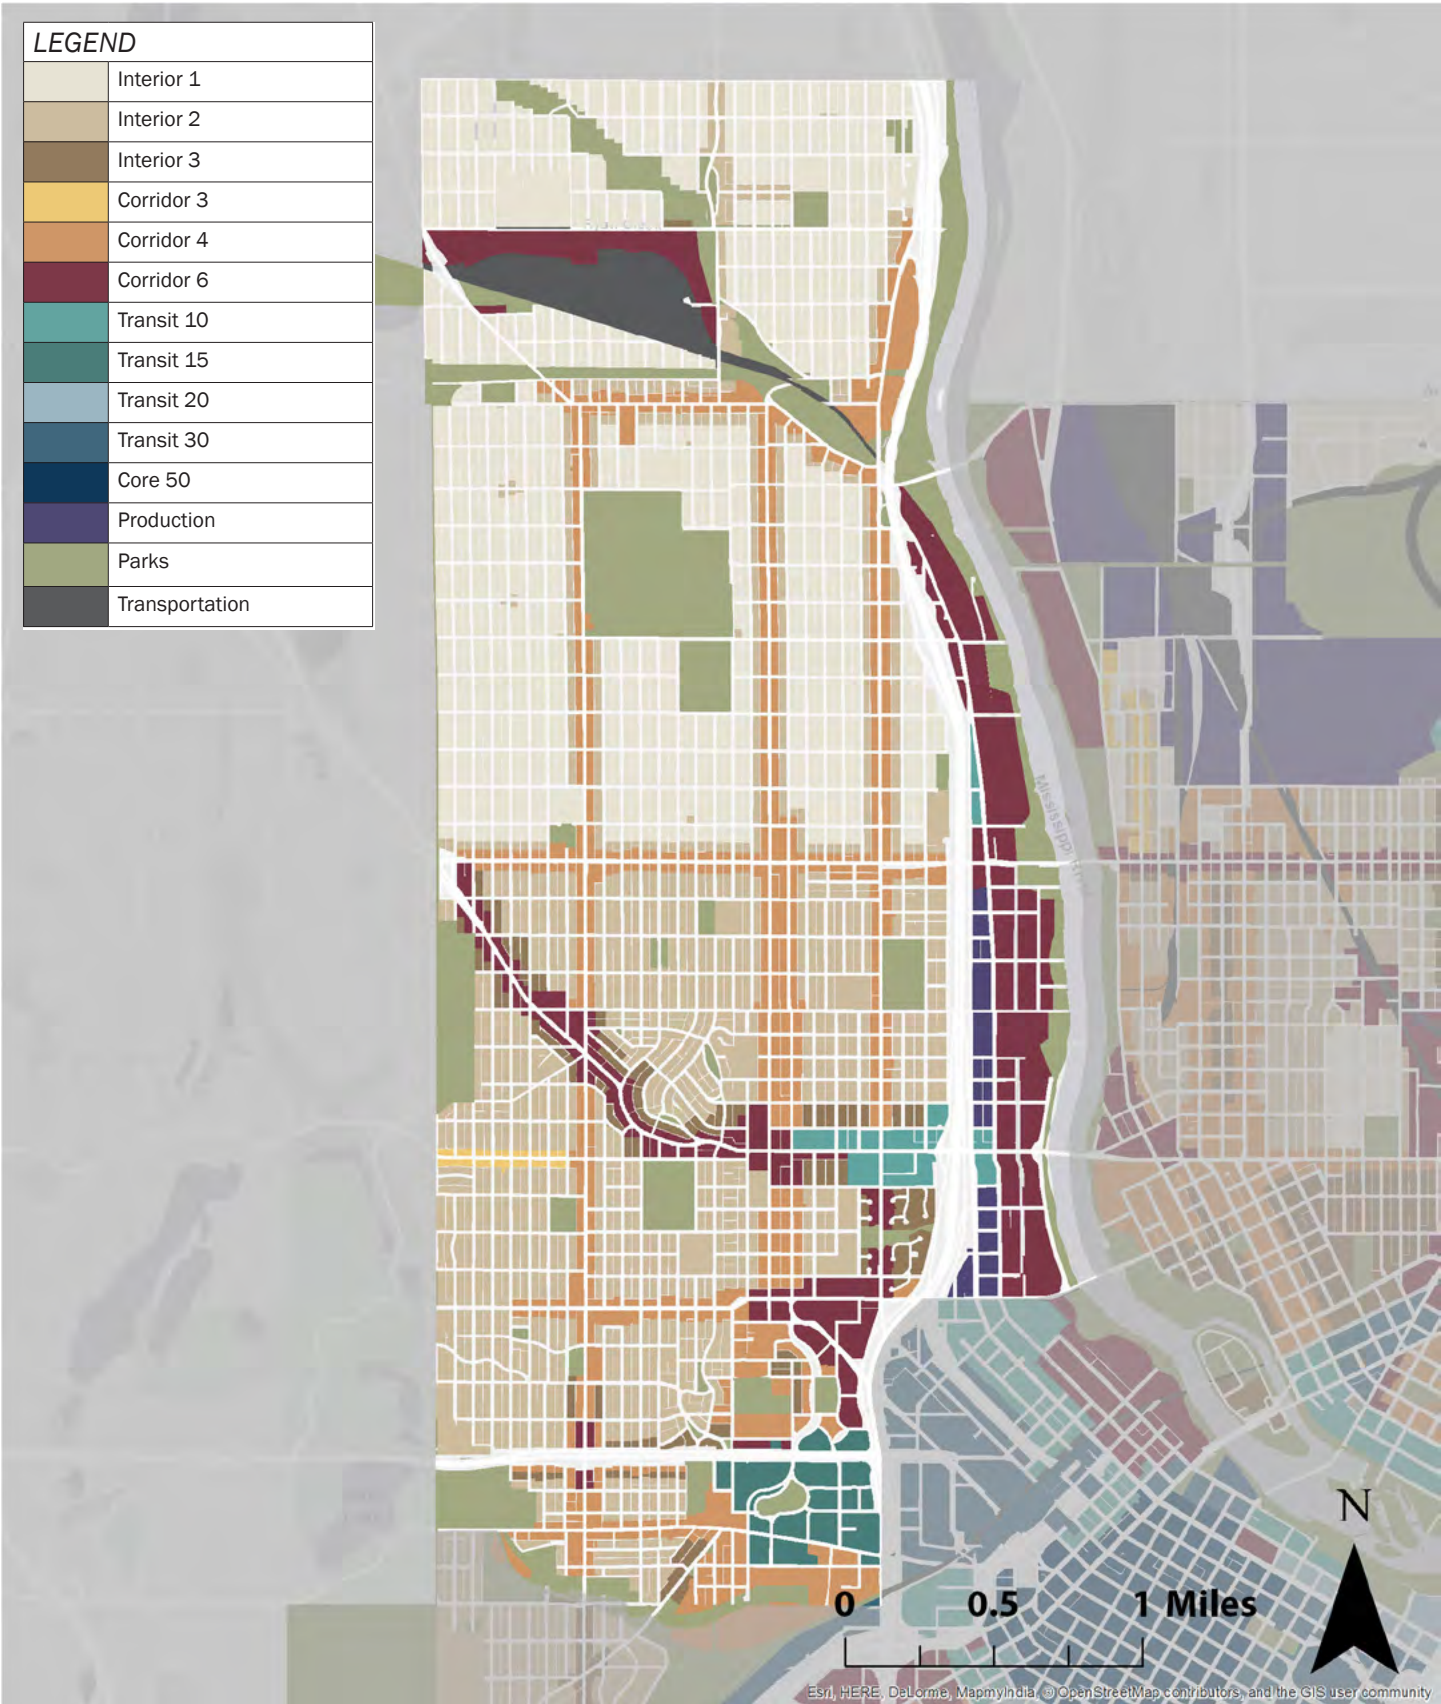 LEGEND
Interior 1
Interior 2
Interior 3
Corridor 3
Corridor 4
Corridor 6
Transit 10
Transit 15
Transit 20
Transit 30
Core 50
Production
Parks
Transportation
Mississippi
N
0 0.5 1 Miles
Esri, HERE, DeLorme, MapmyIndia, © OpenStreetMap contributors, and the GIS user community